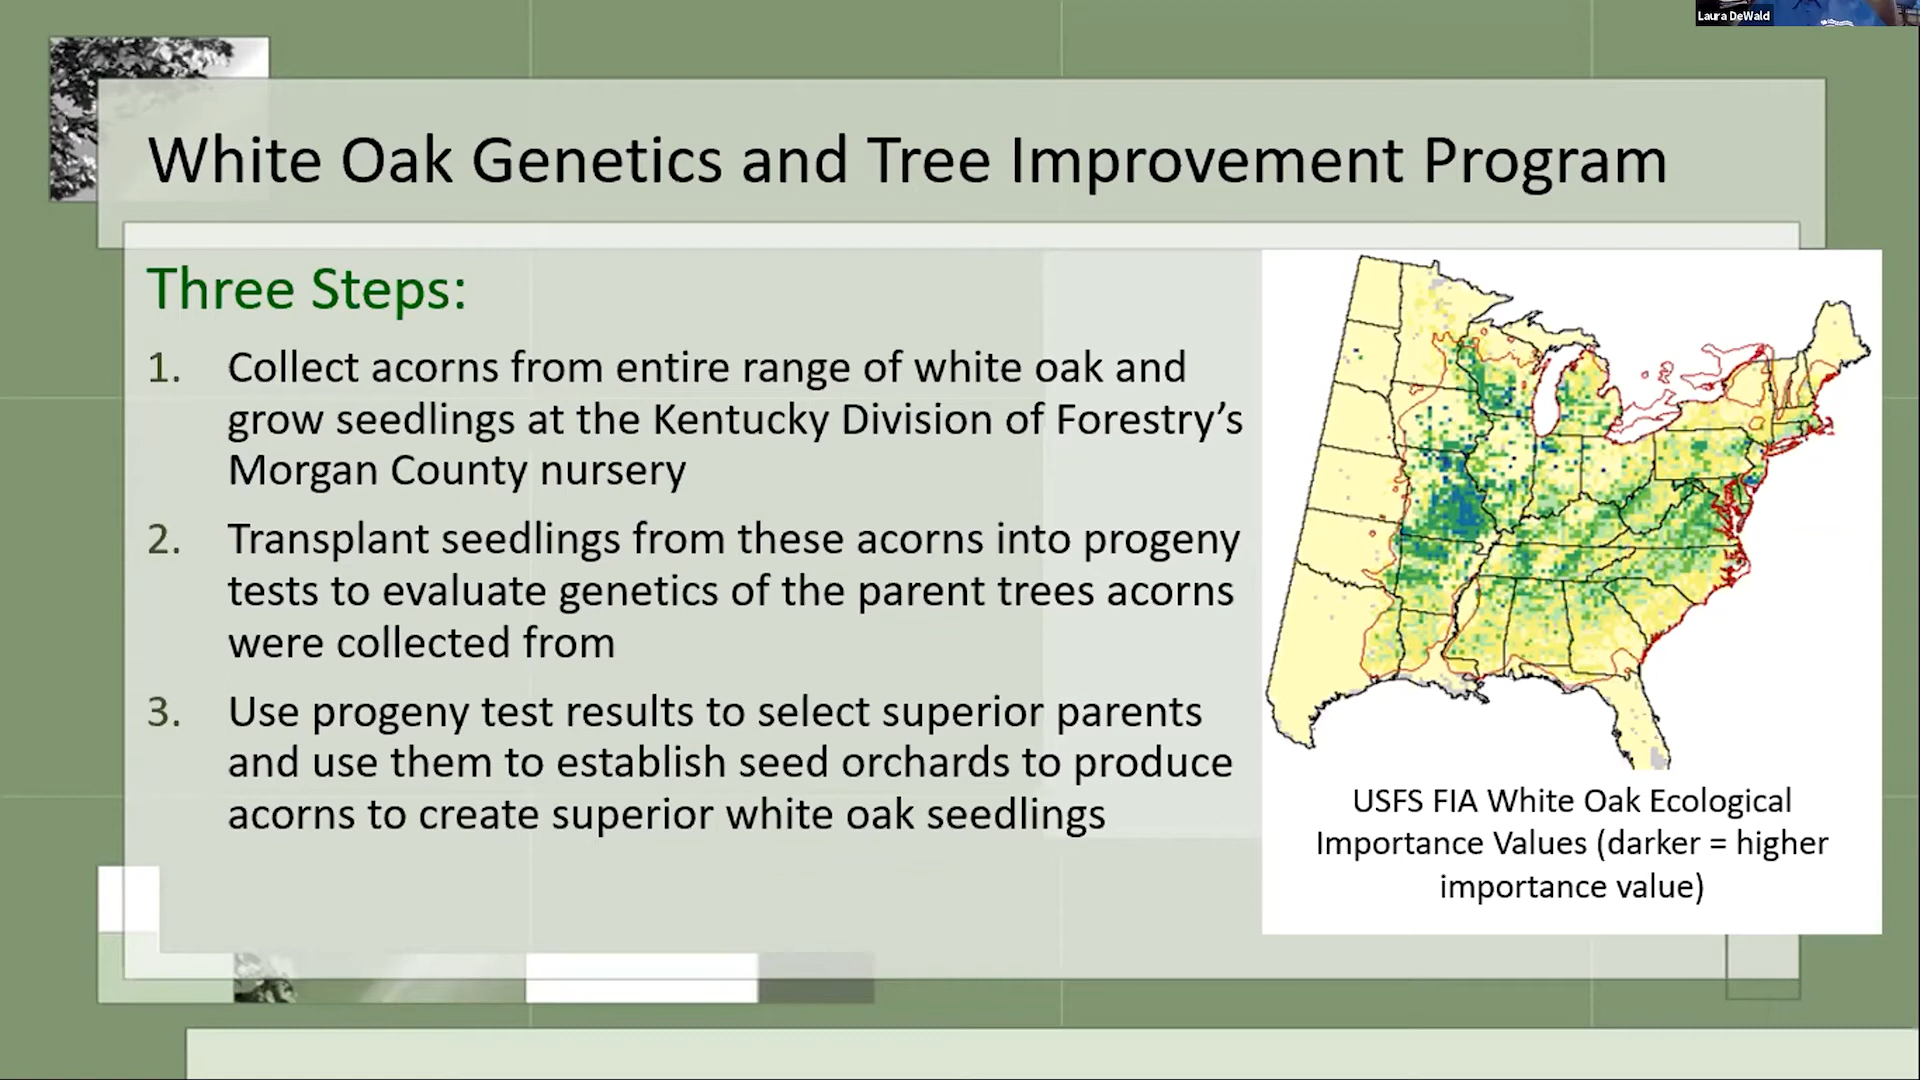 Laura DeWald
White Oak Genetics and Tree Improvement Program
Three Steps:
1. Collect acorns from entire range of white oak and
grow seedlings at the Kentucky Division of Forestry’s
Morgan County nursery
2. Transplant seedlings from these acorns into progeny
tests to evaluate genetics of the parent trees acorns
were collected from
3. Use progeny test results to select superior parents
and use them to establish seed orchards to produce
acorns to create superior white oak seedlings
USFS FIA White Oak Ecological
Importance Values (darker = higher
importance value)